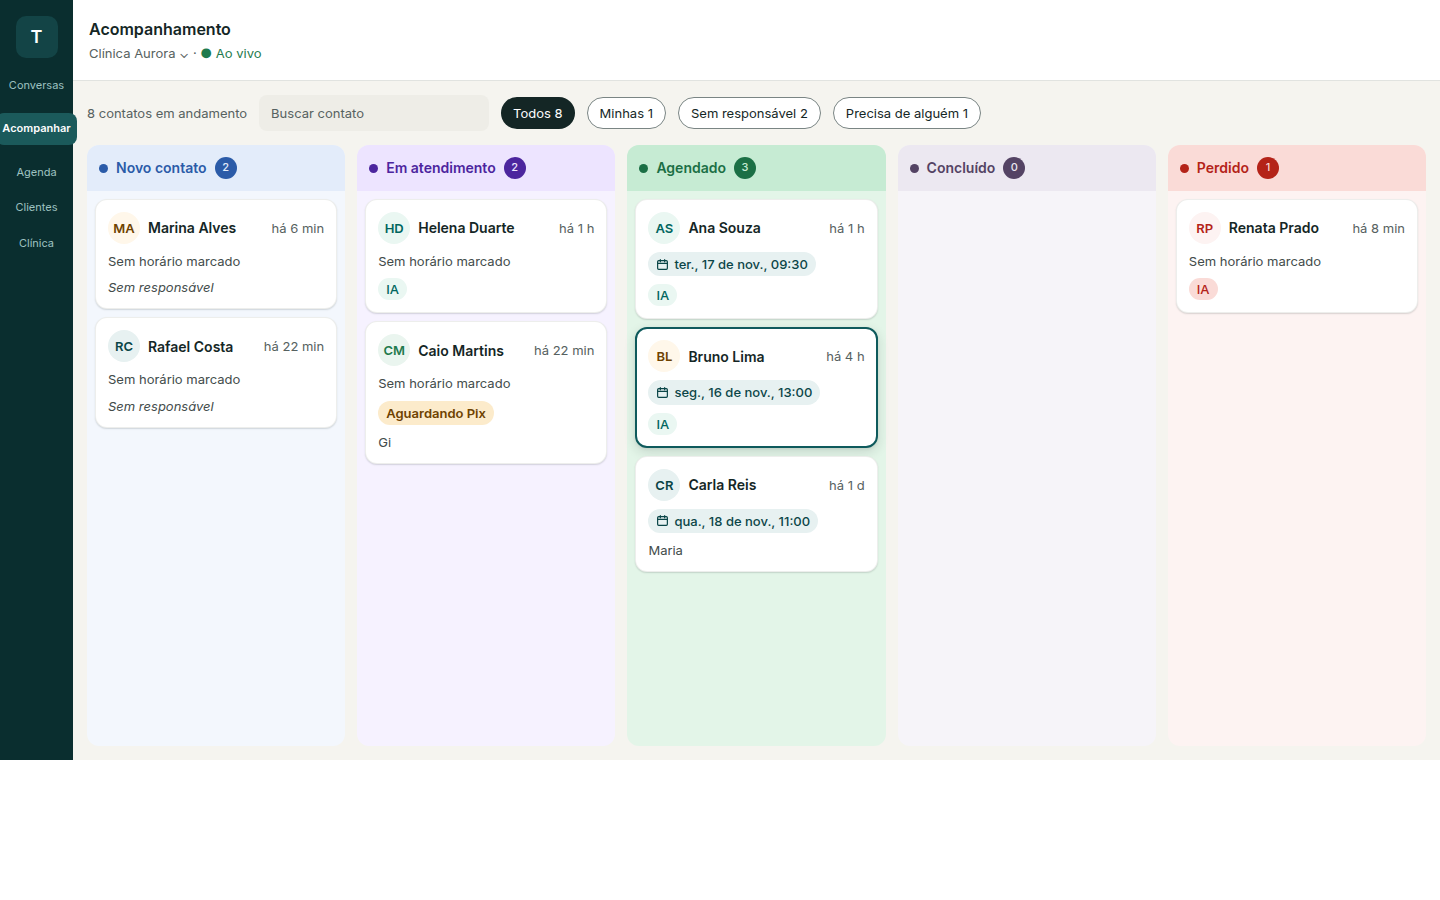 T
Conversas
Acompanhar
Agenda
Clientes
Clínica
Acompanhamento
Clínica Aurora · Ao vivo
8 contatos em andamento Buscar contato Todos 8 Minhas 1 Sem responsável 2 Precisa de alguém 1
Novo contato 2
MA Marina Alves há 6 min
Sem horário marcado
Sem responsável
RC Rafael Costa há 22 min
Sem horário marcado
Sem responsável
Em atendimento 2
HD Helena Duarte há 1 h
Sem horário marcado
IA
CM Caio Martins há 22 min
Sem horário marcado
Aguardando Pix
Gi
Agendado 3
AS Ana Souza há 1 h
ter., 17 de nov., 09:30
IA
BL Bruno Lima há 4 h
seg., 16 de nov., 13:00
IA
CR Carla Reis há 1 d
qua., 18 de nov., 11:00
Maria
Concluído 0
Perdido 1
RP Renata Prado há 8 min
Sem horário marcado
IA